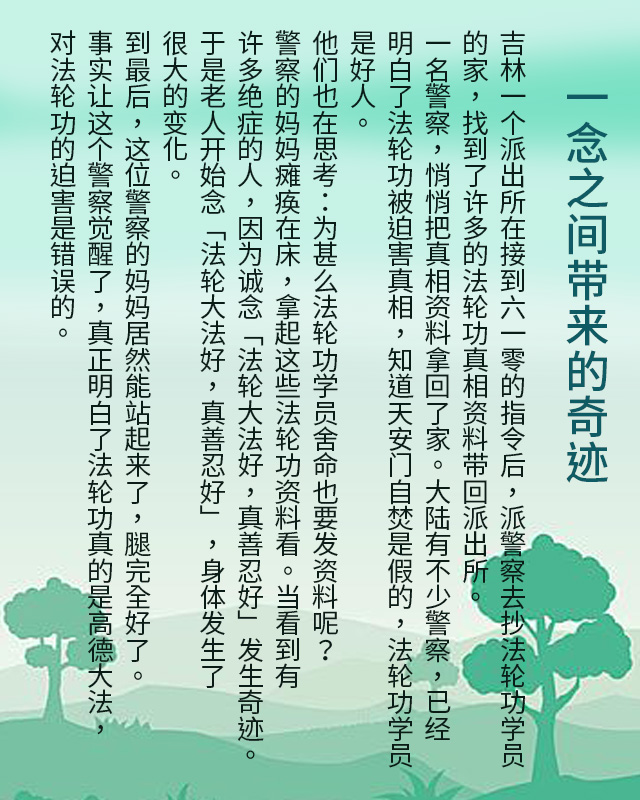 一念之间带来的奇迹
吉林一个派出所在接到六一零的指令后，派警察去抄法轮功学员
的家，找到了许多的法轮功真相资料带回派出所。
一名警察，悄悄把真相资料拿回了家。大陆有不少警察，已经
明白了法轮功被迫害真相，知道天安门自焚是假的，法轮功学员
是好人。
他们也在思考：为甚么法轮功学员舍命也要发资料呢？
警察的妈妈瘫痪在床，拿起这些法轮功资料看。当看到有
许多绝症的人，因为诚念「法轮大法好，真善忍好」发生奇迹。
于是老人开始念「法轮大法好，真善忍好」，身体发生了
很大的变化。
到最后，这位警察的妈妈居然能站起来了，腿完全好了。
事实让这个警察觉醒了，真正明白了法轮功真的是高德大法，
对法轮功的迫害是错误的。